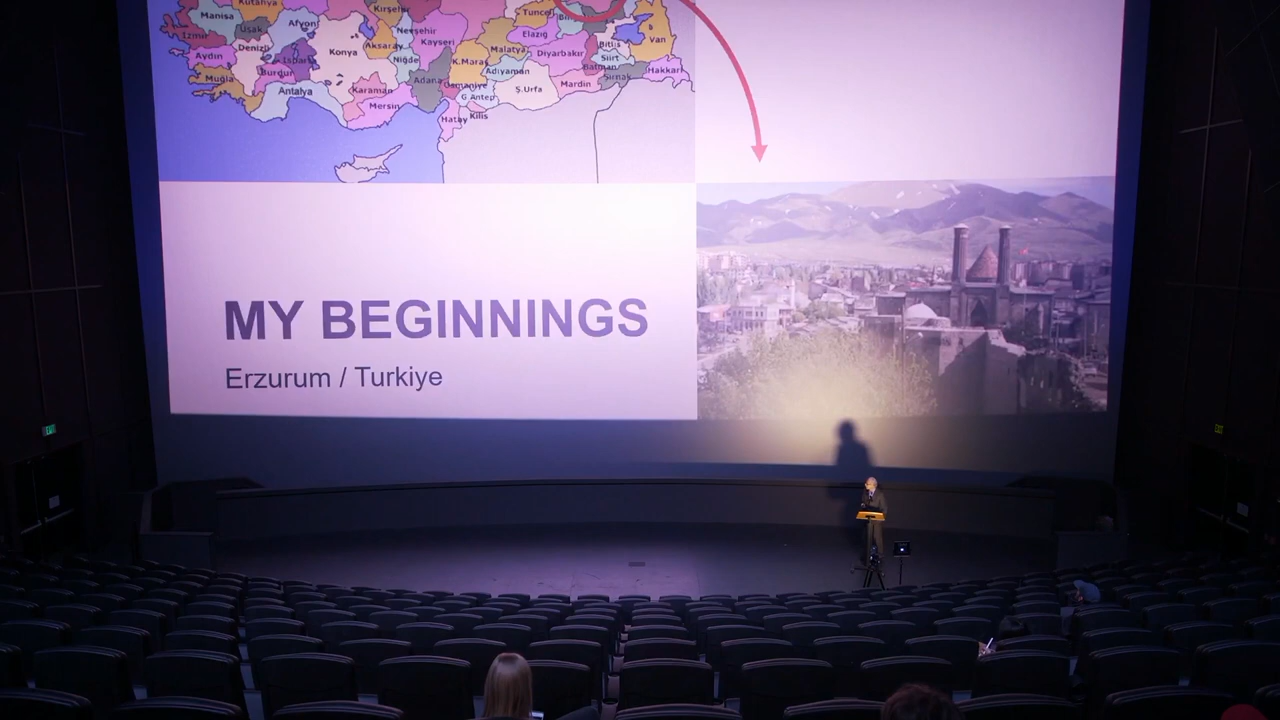 Kütahya
Kırşehir
Tunceli
Manisa
Uşak
Afyon
Nevşehir
Elazığ
Van
İzmir
Denizli
Konya
Aksaray
Kayseri
Malatya
Diyarbakır
Bitlis
Aydın
Isparta
Niğde
K.Maraş
Siirt
Batman
Muğla
Burdur
Adana
Adıyaman
Şırnak
Hakkari
Antalya
Karaman
Osmaniye
Ş.Urfa
Mardin
Mersin
G.Antep
Hatay
Kilis
MY BEGINNINGS
Erzurum / Turkiye